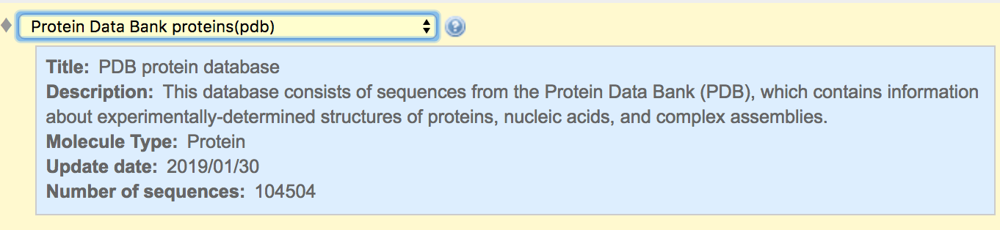 Protein Data Bank proteins(pdb)
Title: PDB protein database
Description: This database consists of sequences from the Protein Data Bank (PDB), which contains information
about experimentally-determined structures of proteins, nucleic acids, and complex assemblies.
Molecule Type: Protein
Update date: 2019/01/30
Number of sequences: 104504